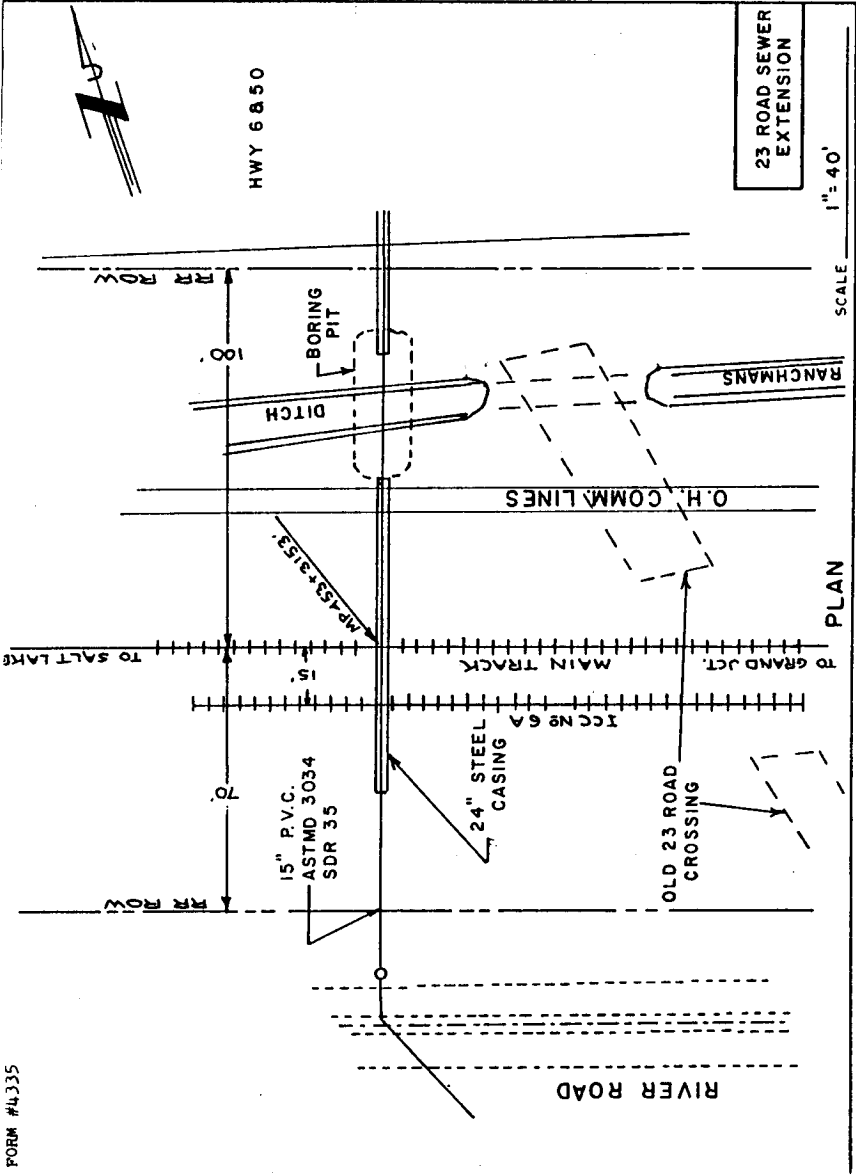 FORM #4335
HWY 6 & 50
23 ROAD SEWER
EXTENSION
RR ROW
100'
BORING
PIT
DITCH
RANCHMANS
O.H. COMM. LINES
MP 453+3153'
TO SALT LAKE
MAIN TRACK
TO GRAND JCT.
15'
ICC NO 6A
70'
15" P.V.C.
ASTMD 3034
SDR 35
24" STEEL
CASING
OLD 23 ROAD
CROSSING
RR ROW
RIVER ROAD
PLAN
SCALE 1"=40'